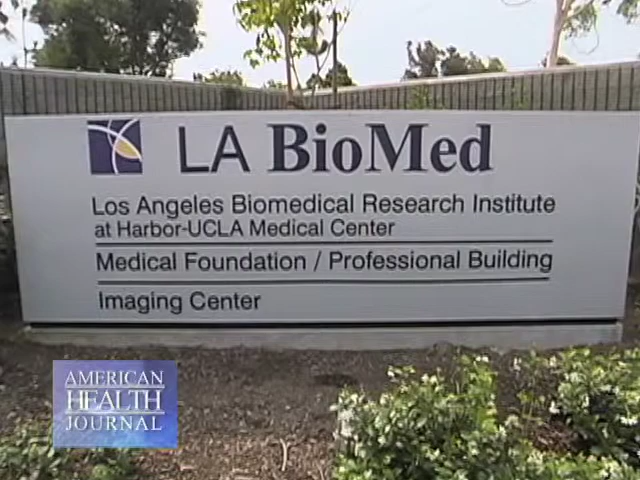 LA BioMed
Los Angeles Biomedical Research Institute
at Harbor-UCLA Medical Center
Medical Foundation / Professional Building
Imaging Center
AMERICAN
HEALTH
JOURNAL